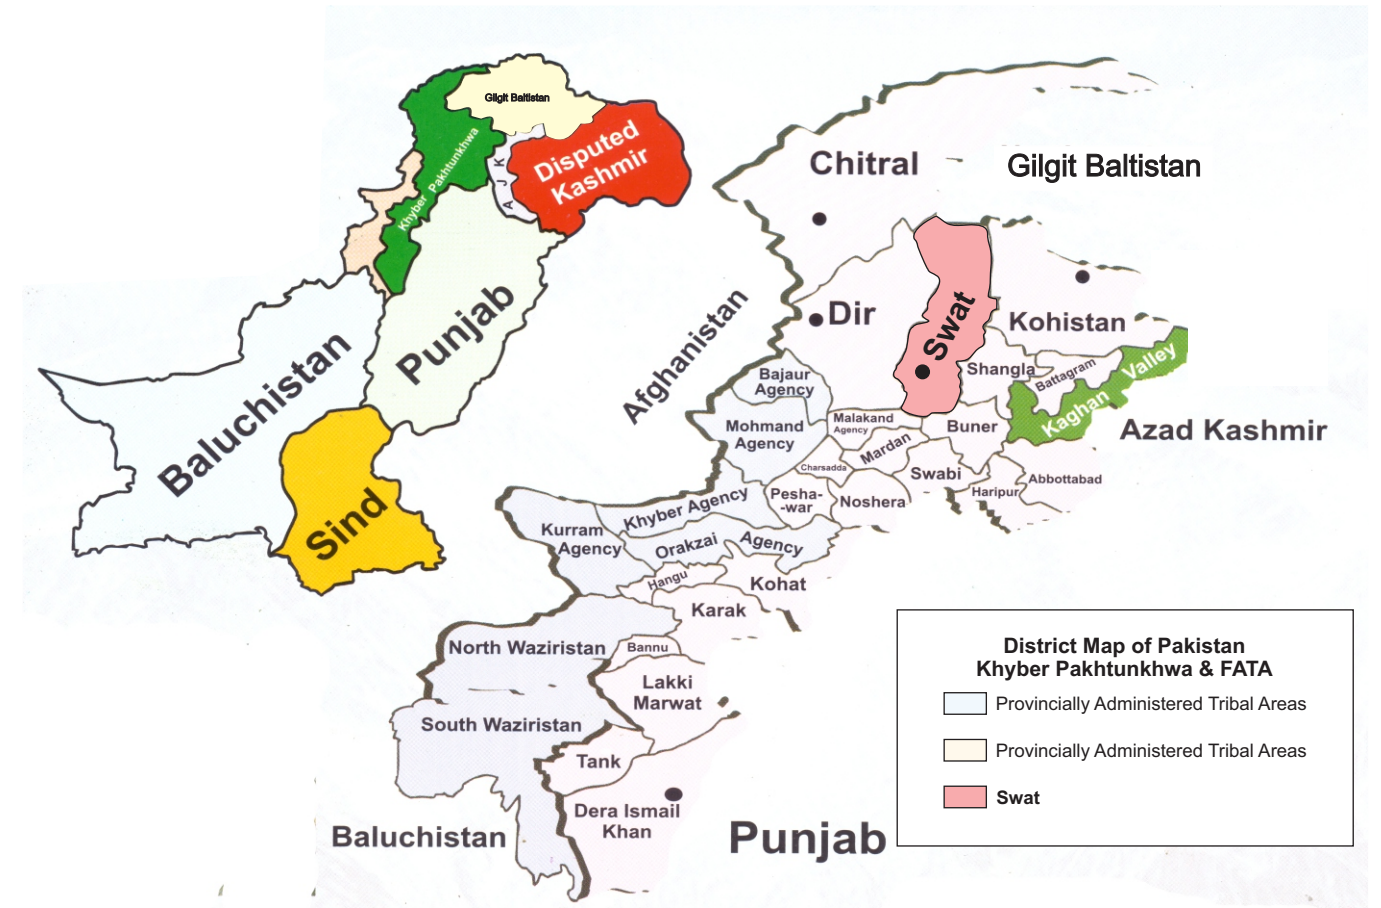 Gilgit Baltistan
Khyber Pakhtunkhwa
A J K
Disputed
Kashmir
Punjab
Baluchistan
Sind
Chitral
Gilgit Baltistan
Afghanistan
Dir
Swat
Kohistan
Shangla
Battagram
Kaghan Valley
Azad Kashmir
Bajaur
Agency
Mohmand
Agency
Malakand
Agency
Buner
Mardan
Charsadda
Swabi
Abbottabad
Haripur
Pesha-
-war
Noshera
Khyber Agency
Kurram
Agency
Orakzai Agency
Hangu
Kohat
Karak
North Waziristan
Bannu
Lakki
Marwat
South Waziristan
Tank
Dera Ismail
Khan
Baluchistan
Punjab
District Map of Pakistan
Khyber Pakhtunkhwa & FATA
Provincially Administered Tribal Areas
Provincially Administered Tribal Areas
Swat